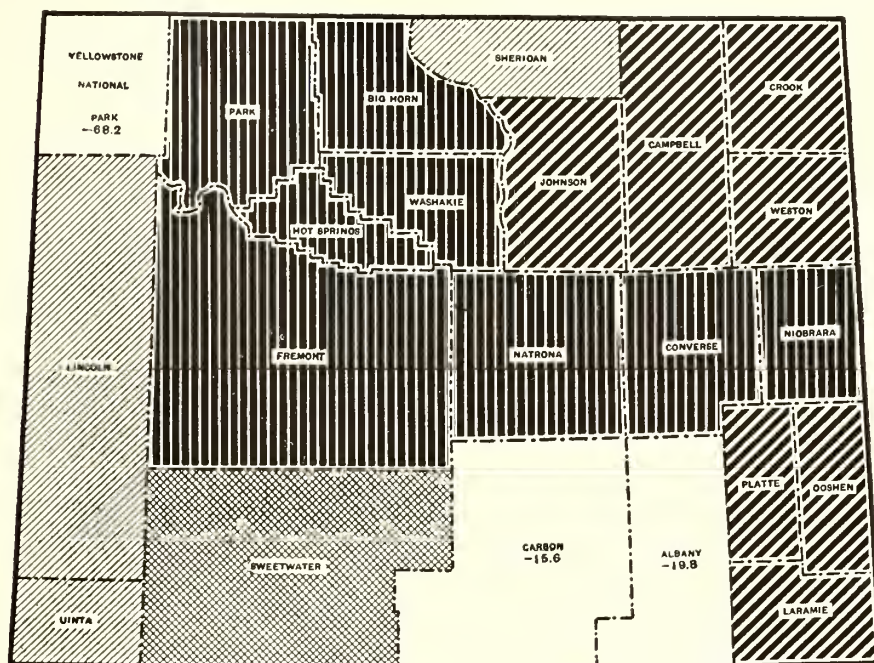 YELLOWSTONE
NATIONAL
PARK
-68.2
PARK
BIG HORN
SHERIDAN
CROOK
CAMPBELL
JOHNSON
WESTON
WASHAKIE
HOT SPRINGS
LINCOLN
FREMONT
NATRONA
CONVERSE
NIOBRARA
PLATTE
GOSHEN
SWEETWATER
CARBON
-15.6
ALBANY
-19.8
UINTA
LARAMIE